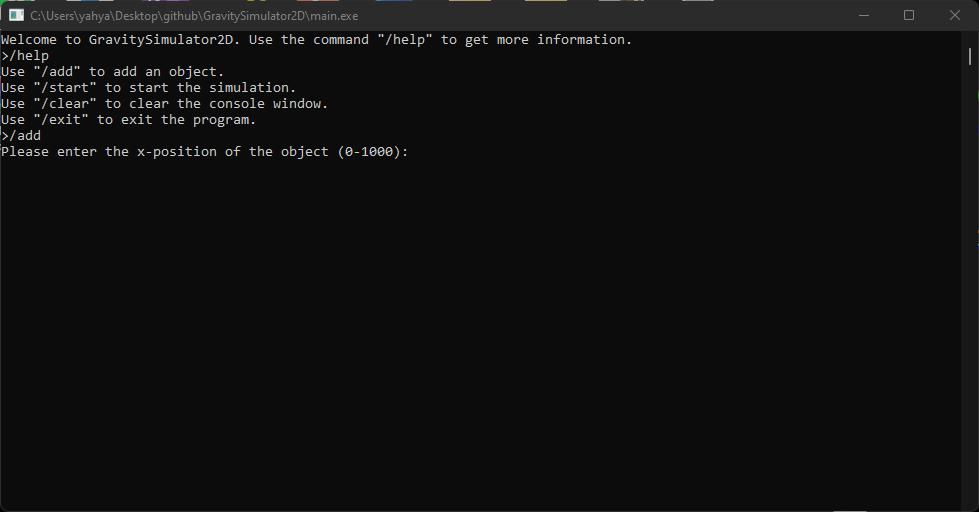 C:\Users\yahya\Desktop\github\GravitySimulator2D\main.exe
Welcome to GravitySimulator2D. Use the command "/help" to get more information.
>/help
Use "/add" to add an object.
Use "/start" to start the simulation.
Use "/clear" to clear the console window.
Use "/exit" to exit the program.
>/add
Please enter the x-position of the object (0-1000):